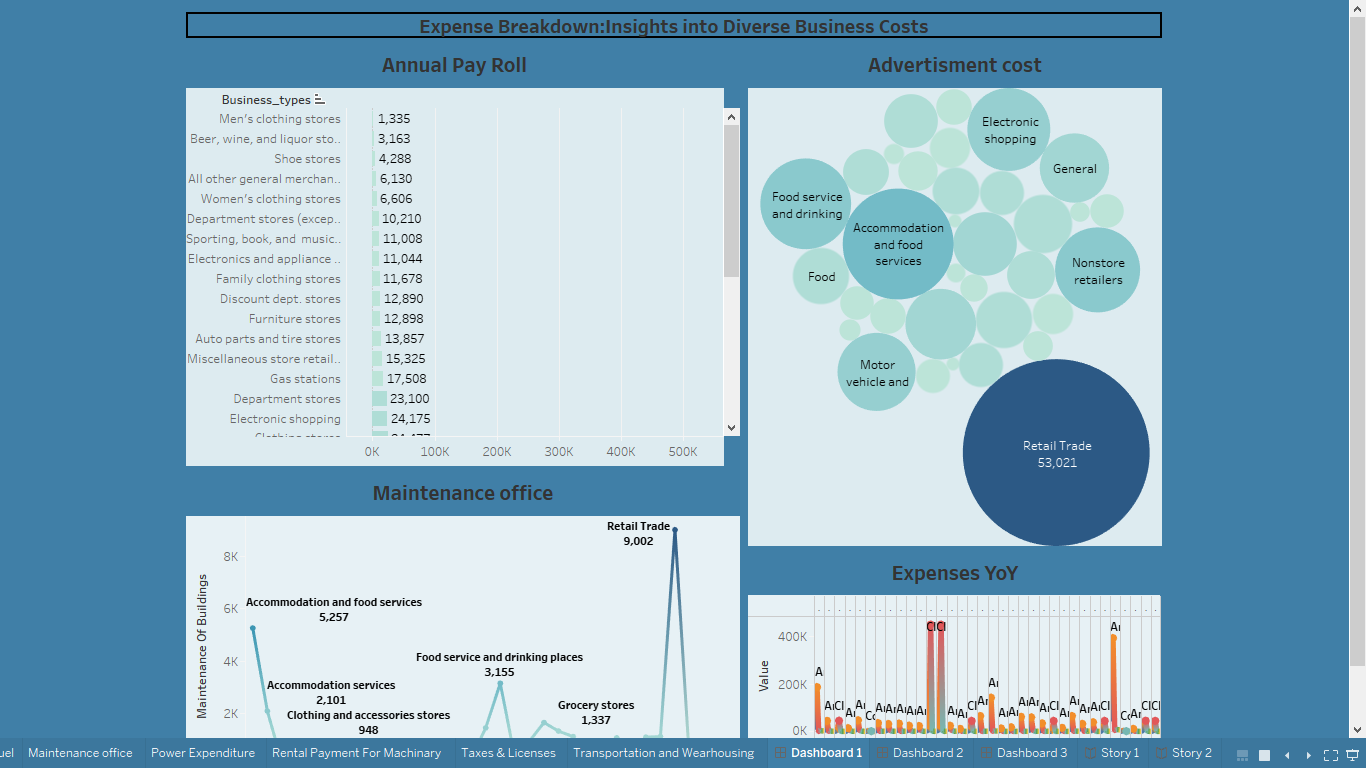 Expense Breakdown:Insights into Diverse Business Costs
Annual Pay Roll
Business_types
Men's clothing stores 1,335
Beer, wine, and liquor sto.. 3,163
Shoe stores 4,288
All other general merchan.. 6,130
Women's clothing stores 6,606
Department stores (excep.. 10,210
Sporting, book, and music.. 11,008
Electronics and appliance .. 11,044
Family clothing stores 11,678
Discount dept. stores 12,890
Furniture stores 12,898
Auto parts and tire stores 13,857
Miscellaneous store retail.. 15,325
Gas stations 17,508
Department stores 23,100
Electronic shopping 24,175
0K 100K 200K 300K 400K 500K
Advertisment cost
Electronic
shopping
General
Food service
and drinking
Accommodation
and food
services
Nonstore
retailers
Food
Motor
vehicle and
Retail Trade
53,021
Maintenance office
Maintenance Of Buildings
8K
6K
4K
2K
Retail Trade
9,002
Accommodation and food services
5,257
Food service and drinking places
3,155
Accommodation services
2,101
Grocery stores
1,337
Clothing and accessories stores
948
Expenses YoY
Value
400K
200K
0K
Maintenance office Power Expenditure Rental Payment For Machinary Taxes & Licenses Transportation and Wearhousing Dashboard 1 Dashboard 2 Dashboard 3 Story 1 Story 2